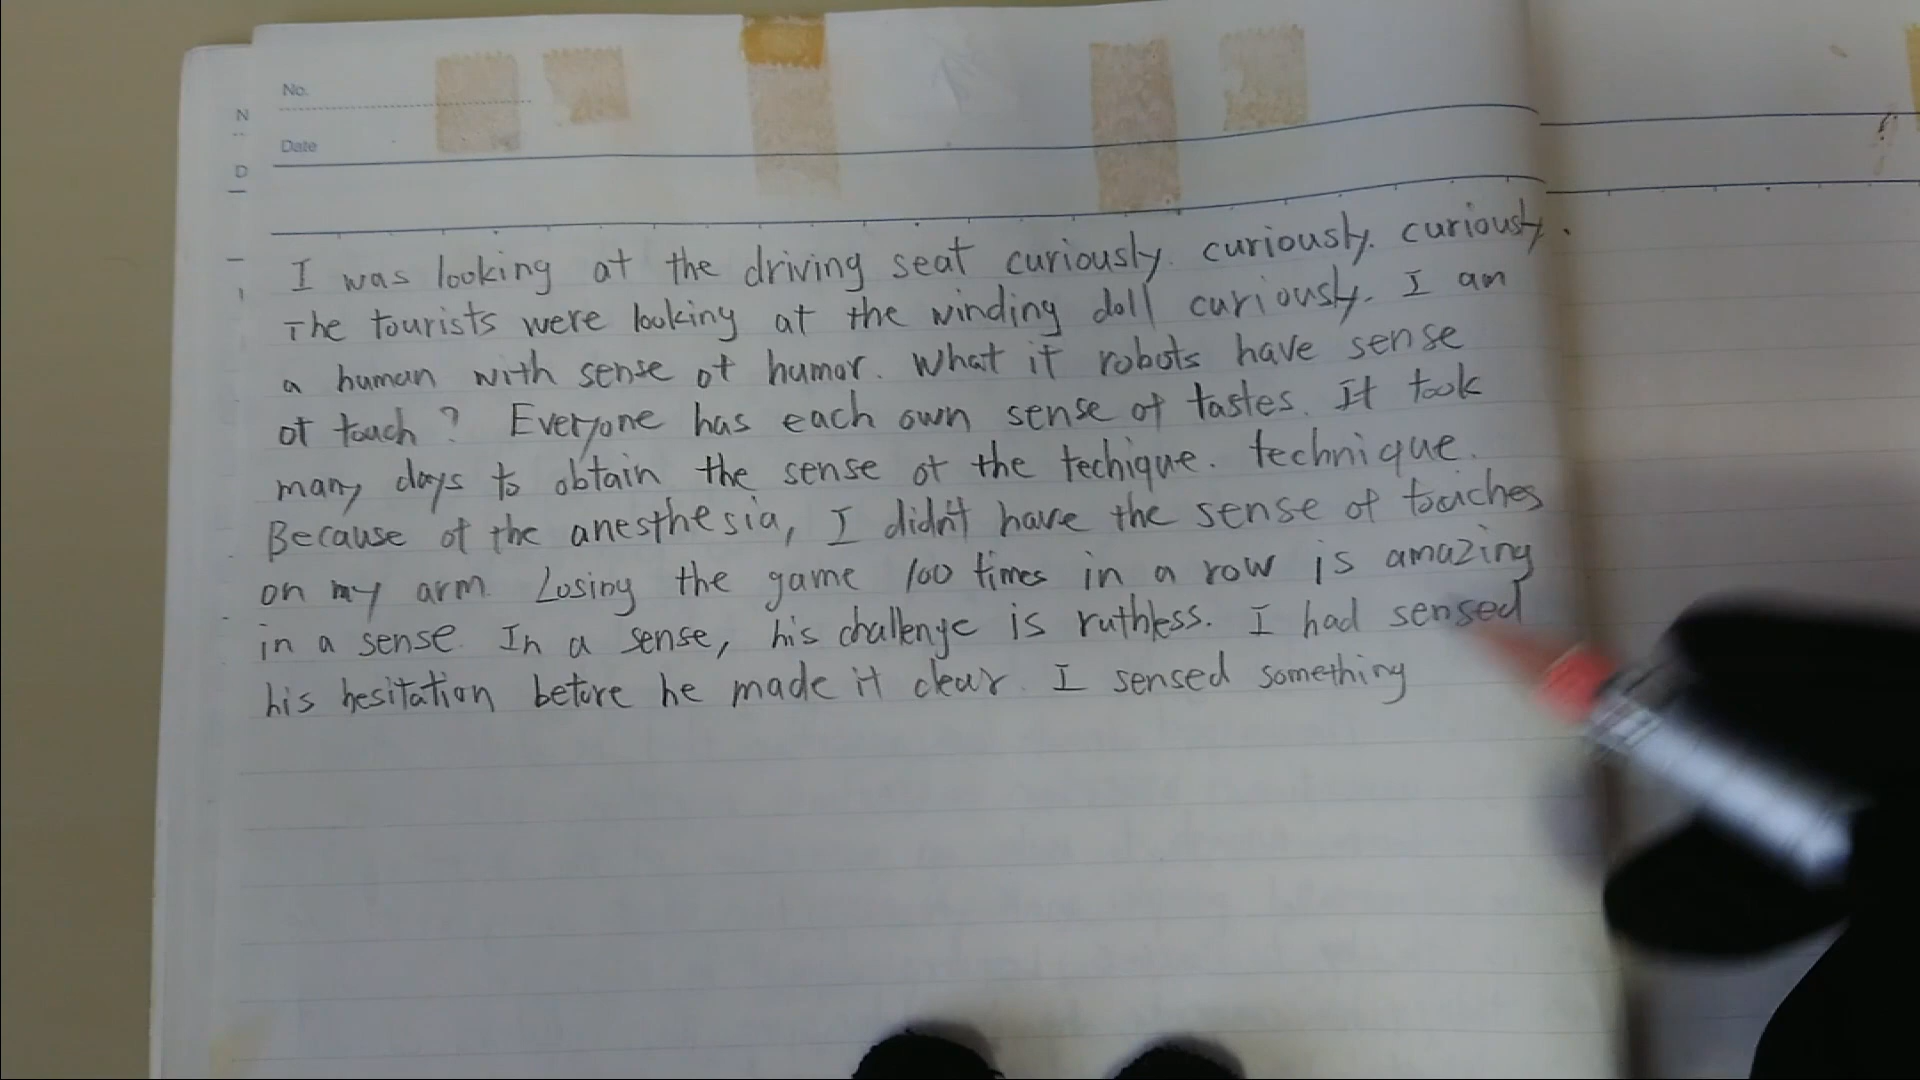 No.
Date
N
D
I was looking at the driving seat curiously. curiously. curiously.
The tourists were looking at the winding doll curiously. I am
a human with sense of humor. What if robots have sense
of touch? Everyone has each own sense of tastes. It took
many days to obtain the sense of the techique. technique.
Because of the anesthesia, I didn't have the sense of touches
on my arm. Losing the game 100 times in a row is amazing
in a sense. In a sense, his challenge is ruthless. I had sensed
his hesitation before he made it clear. I sensed something